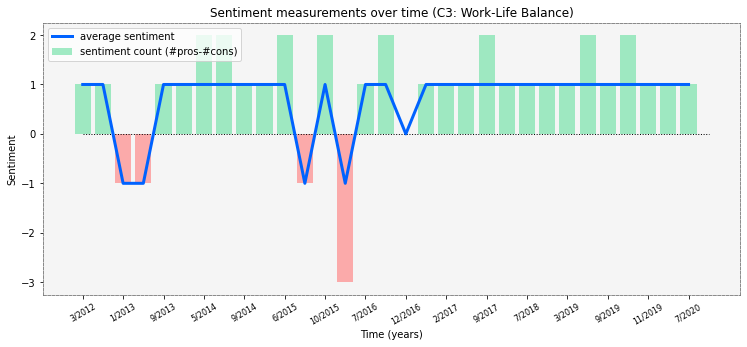 Sentiment measurements over time (C3: Work-Life Balance)
average sentiment
sentiment count (#pros-#cons)
2
1
0
−1
−2
−3
Sentiment
3/2012 1/2013 9/2013 5/2014 9/2014 6/2015 10/2015 7/2016 12/2016 2/2017 9/2017 7/2018 3/2019 9/2019 11/2019 7/2020
Time (years)